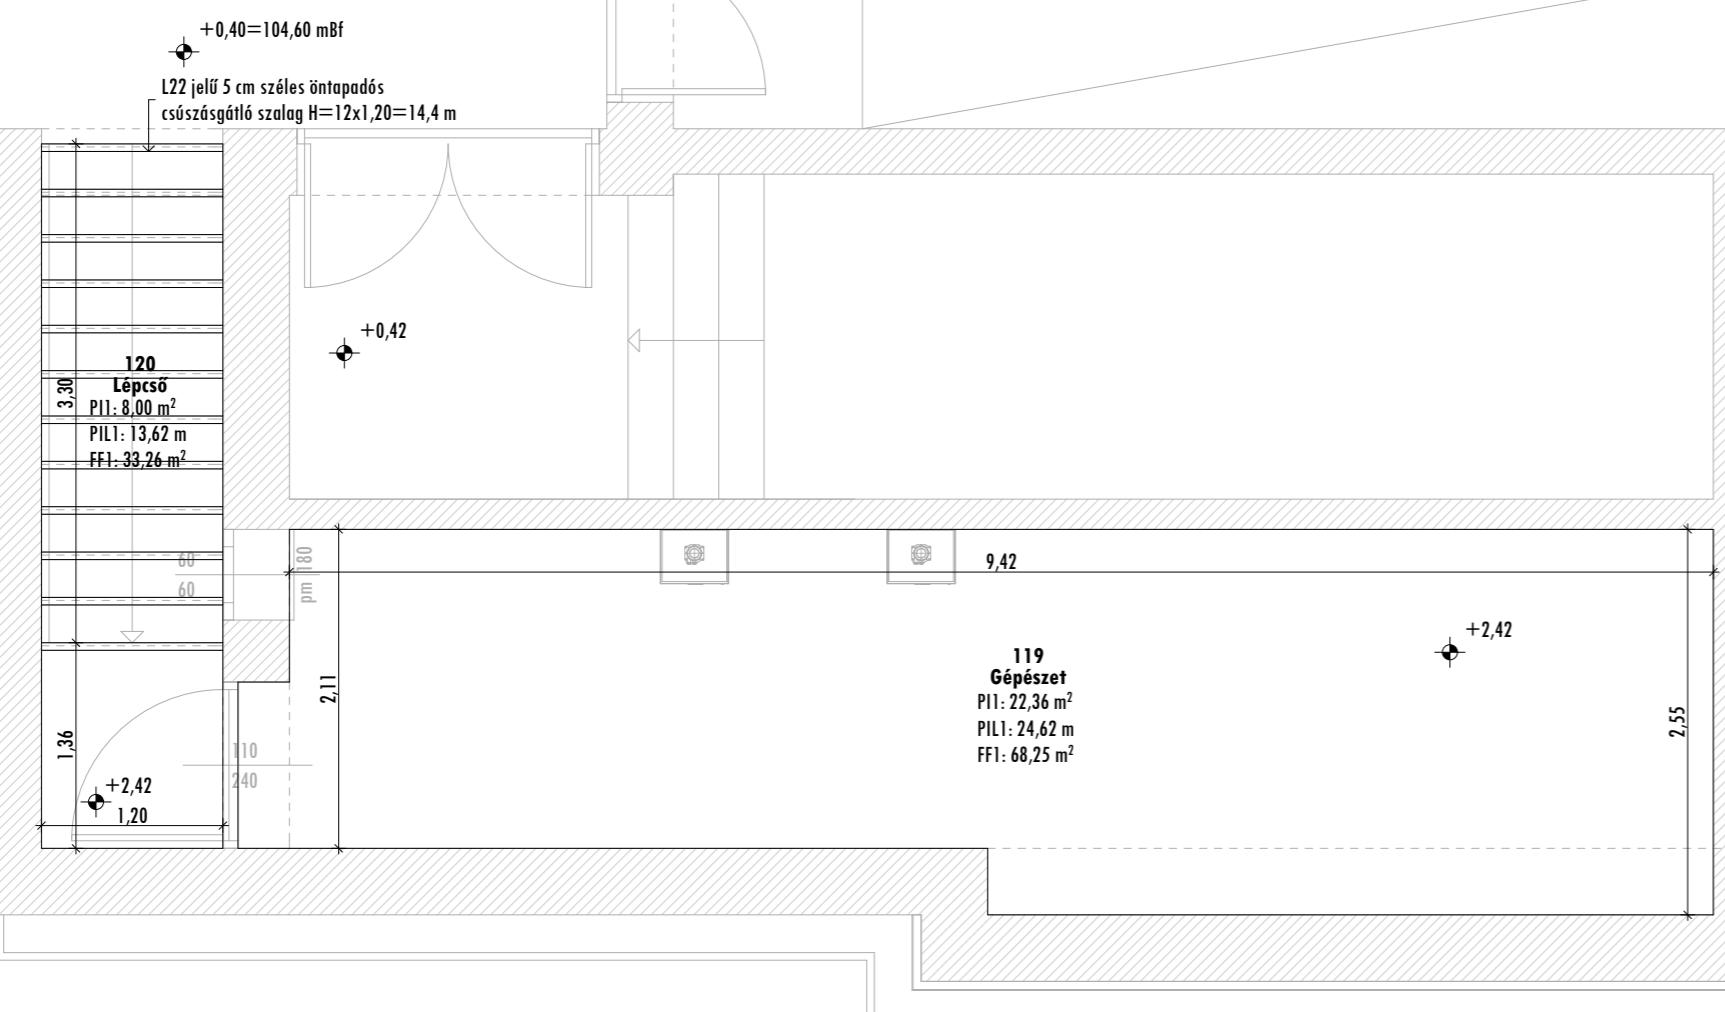 +0,40=104,60 mBf
L22 jelű 5 cm széles öntapadós
csúszásgátló szalag H=12x1,20=14,4 m
+0,42
120
Lépcső
PI1: 8,00 m²
PIL1: 13,62 m
FF1: 33,26 m²
3,30
60
60
pm 180
9,42
+2,42
119
Gépészet
PI1: 22,36 m²
PIL1: 24,62 m
FF1: 68,25 m²
2,11
2,55
1,36
110
240
+2,42
1,20